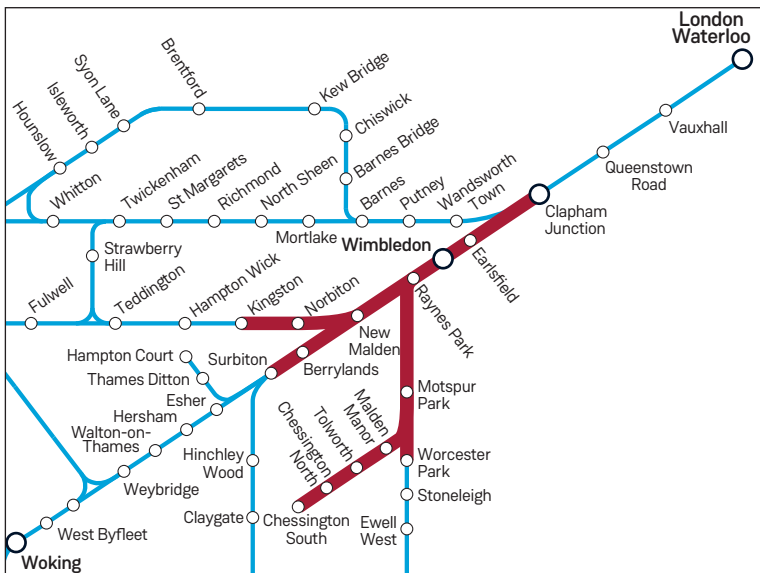 London
Waterloo
Vauxhall
Queenstown
Road
Clapham
Junction
Earlsfield
Wimbledon
Raynes Park
New
Malden
Norbiton
Kingston
Hampton Wick
Teddington
Fulwell
Strawberry
Hill
Hounslow
Isleworth
Syon Lane
Brentford
Kew Bridge
Chiswick
Barnes Bridge
Whitton
Twickenham
St Margarets
Richmond
North Sheen
Mortlake
Barnes
Putney
Wandsworth
Town
Berrylands
Surbiton
Hampton Court
Thames Ditton
Esher
Hersham
Walton-on-
Thames
Weybridge
West Byfleet
Woking
Hinchley
Wood
Claygate
Motspur
Park
Malden
Manor
Tolworth
Chessington
North
Chessington
South
Worcester
Park
Stoneleigh
Ewell
West